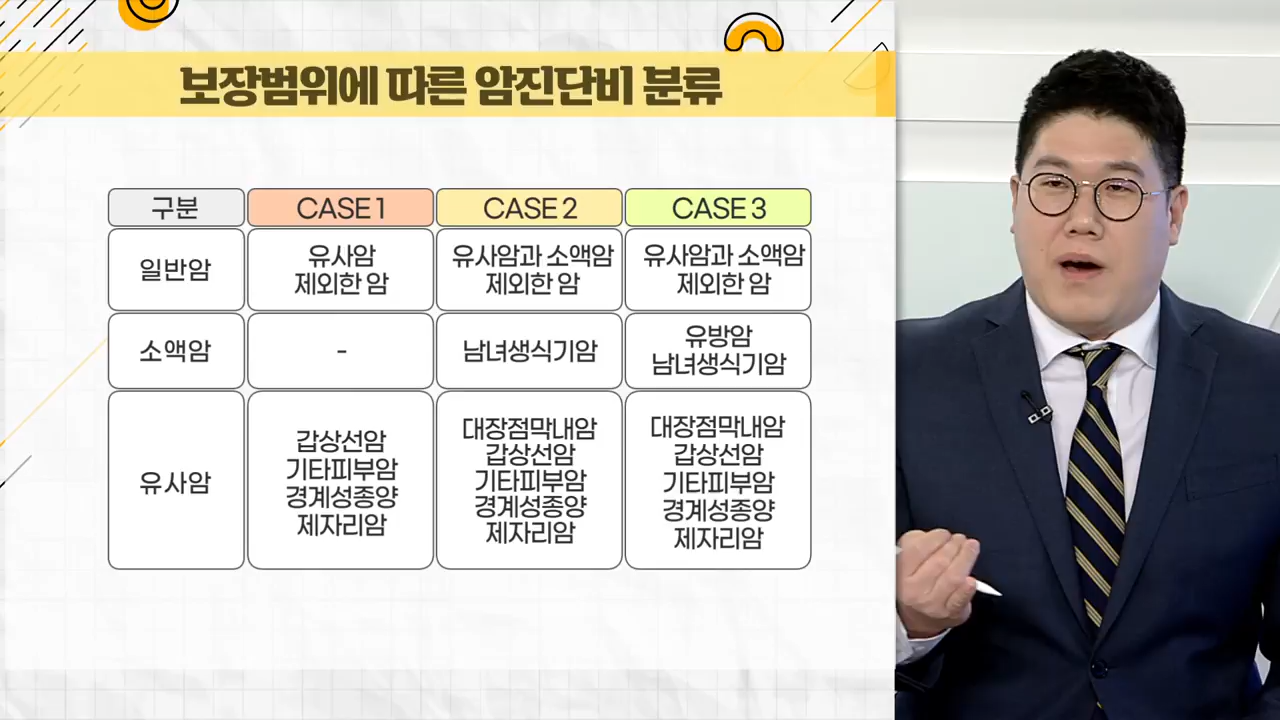 보장범위에 따른 암진단비 분류
구분
CASE 1
CASE 2
CASE 3
일반암
유사암
제외한 암
유사암과 소액암
제외한 암
유사암과 소액암
제외한 암
소액암
-
남녀생식기암
유방암
남녀생식기암
유사암
갑상선암
기타피부암
경계성종양
제자리암
대장점막내암
갑상선암
기타피부암
경계성종양
제자리암
대장점막내암
갑상선암
기타피부암
경계성종양
제자리암